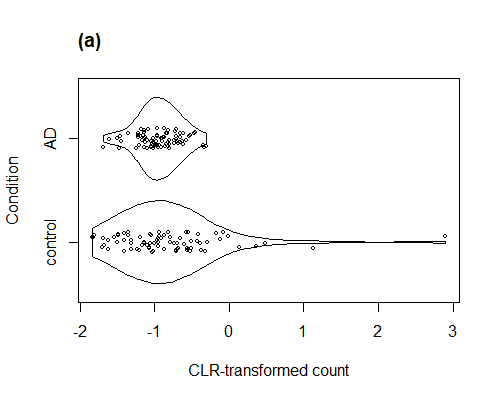 (a)
Condition
AD
control
-2 -1 0 1 2 3
CLR-transformed count